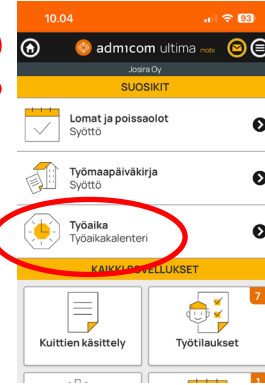 10.04
93
admicom ultima mobi
Josira Oy
SUOSIKIT
Lomat ja poissaolot
Syöttö
Työmaapäiväkirja
Syöttö
Työaika
Työaikakalenteri
KAIKKI SOVELLUKSET
7
Kuittien käsittely
Työtilaukset
1